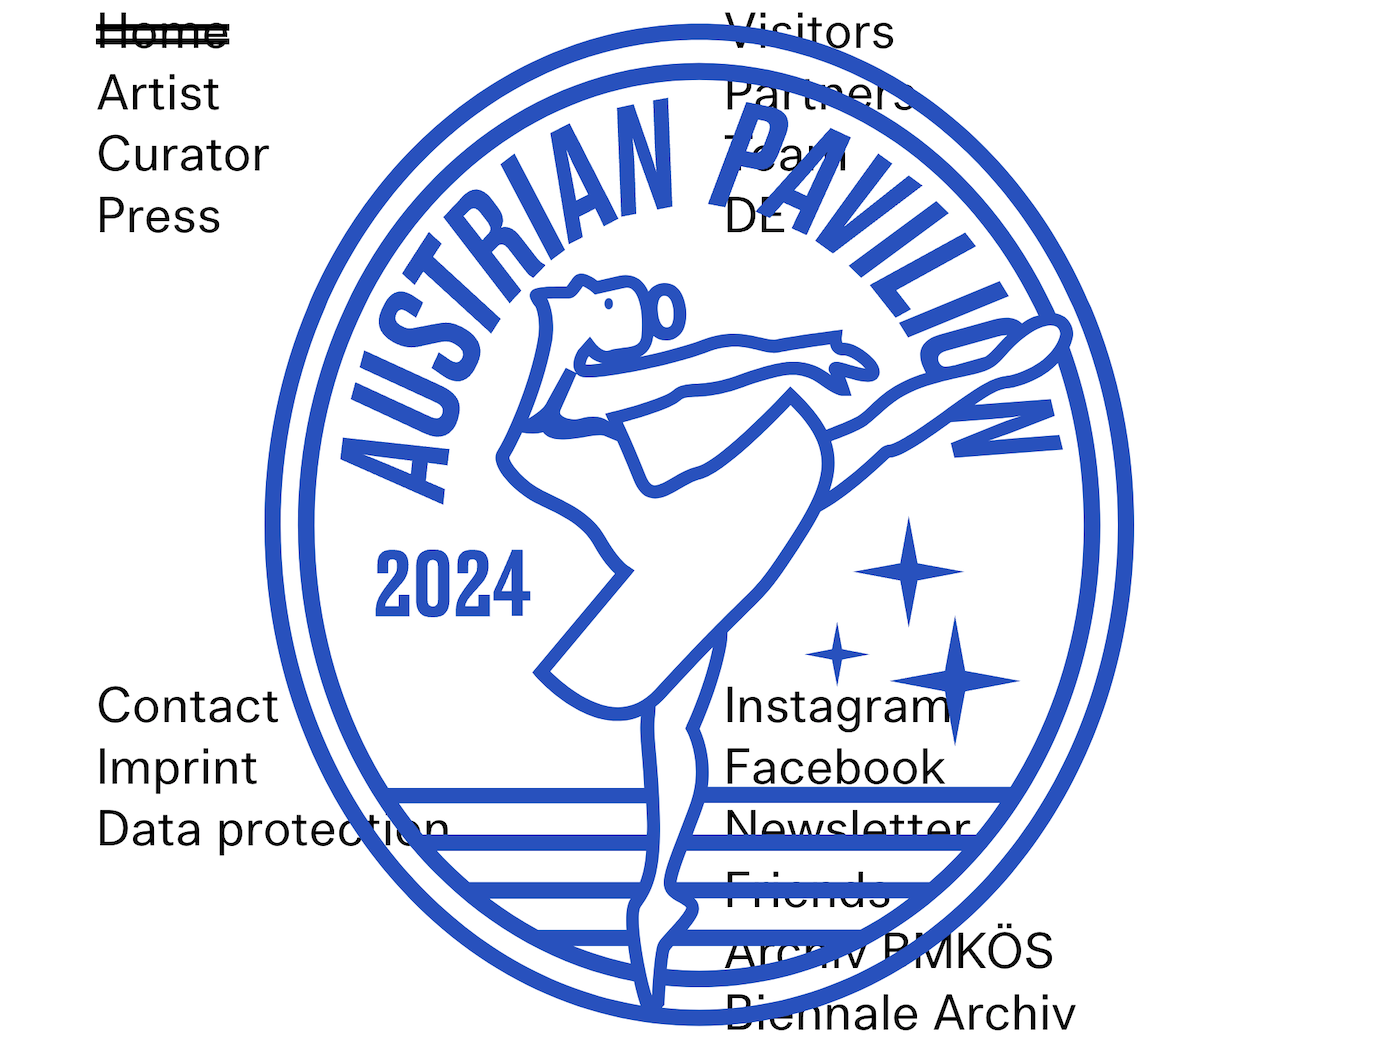 Home
Artist
Curator
Press
Visitors
Partners
Team
DE
AUSTRIAN PAVILION
2024
Contact
Imprint
Data protection
Instagram
Facebook
Newsletter
Friends
Archiv BMKÖS
Biennale Archiv